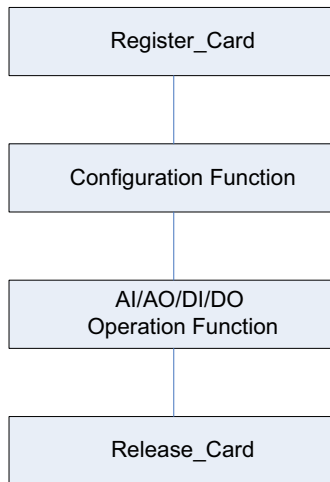 Register_Card
Configuration Function
AI/AO/DI/DO
Operation Function
Release_Card